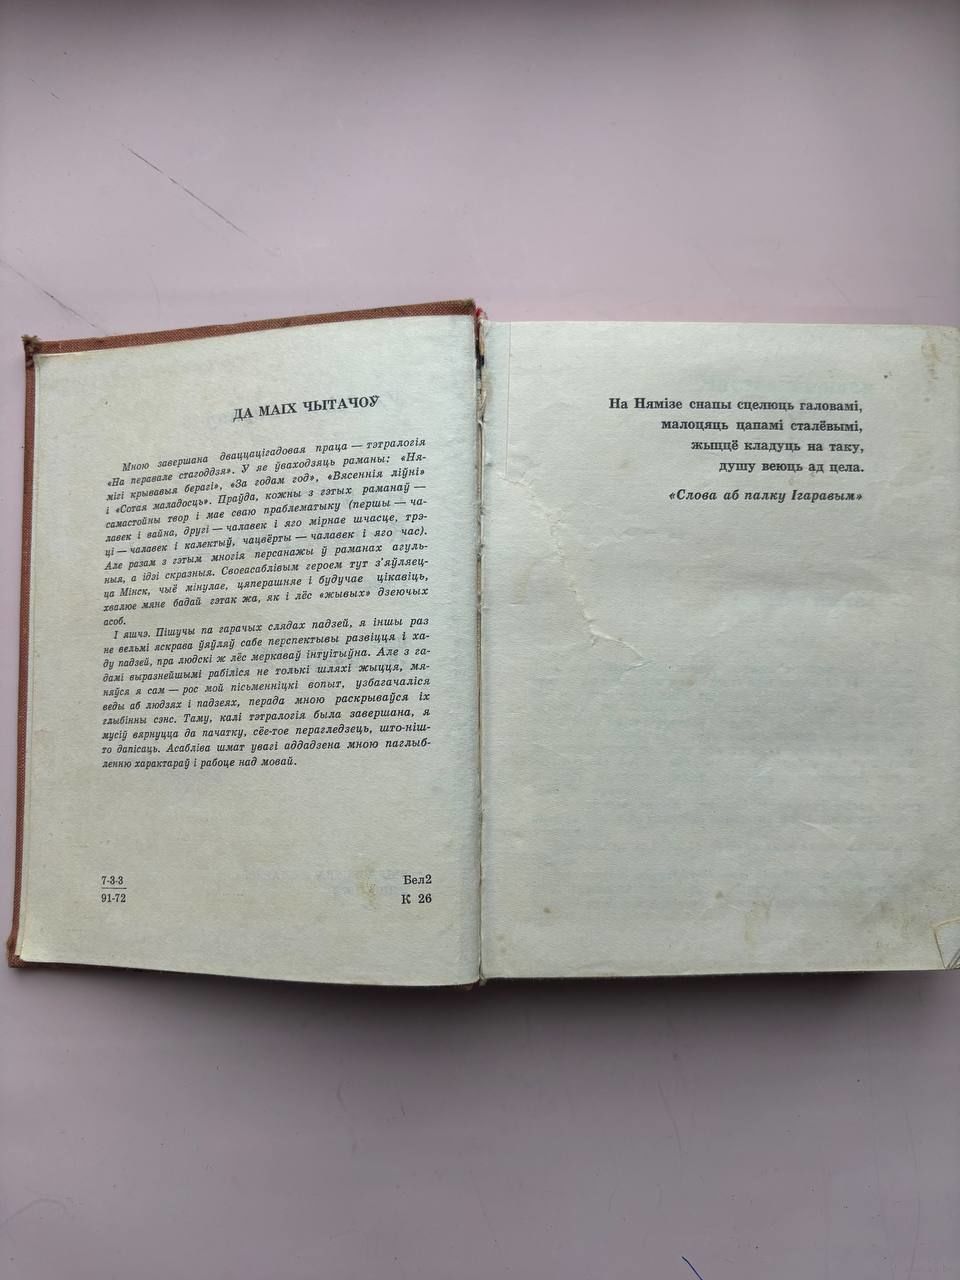 ДА МАІХ ЧЫТАЧОЎ
Мною завершана дваццацігадовая праца — тэтралогія
«На перавале стагоддзя». У яе ўваходзяць раманы: «Ня-
мігі крывавыя берагі», «За годам год», «Вясеннія ліўні»
і «Сотая маладосць». Праўда, кожны з гэтых раманаў —
самастойны твор і мае сваю праблематыку (першы — ча-
лавек і вайна, другі — чалавек і яго мірнае шчасце, трэ-
ці — чалавек і калектыў, чацвёрты — чалавек і яго час).
Але разам з гэтым многія персанажы ў раманах агуль-
ныя, а ідэі скразныя. Своеасаблівым героем тут з'яўляец-
ца Мінск, чыё мінулае, цяперашняе і будучае цікавіць,
хвалюе мяне бадай гэтак жа, як і лёс «жывых» дзеючых
асоб.
І яшчэ. Пішучы па гарачых слядах падзей, я іншы раз
не вельмі яскрава ўяўляў сабе перспектывы развіцця і ха-
ду падзей, пра людскі ж лёс меркаваў інтуітыўна. Але з га-
дамі выразнейшымі рабіліся не толькі шляхі жыцця, мя-
няўся я сам — рос мой пісьменніцкі вопыт, узбагачаліся
веды аб людзях і падзеях, перада мною раскрываўся іх
глыбінны сэнс. Таму, калі тэтралогія была завершана, я
мусіў вярнуцца да пачатку, сёе-тое перагледзець, што-ніш-
то дапісаць. Асабліва шмат увагі аддадзена мною паглыб-
ленню характараў і рабоце над мовай.
7-3-3
91-72
Бел2
К 26
На Нямізе снапы сцелюць галовамі,
малоцяць цапамі сталёвымі,
жыццё кладуць на таку,
душу веюць ад цела.
«Слова аб палку Ігаравым»